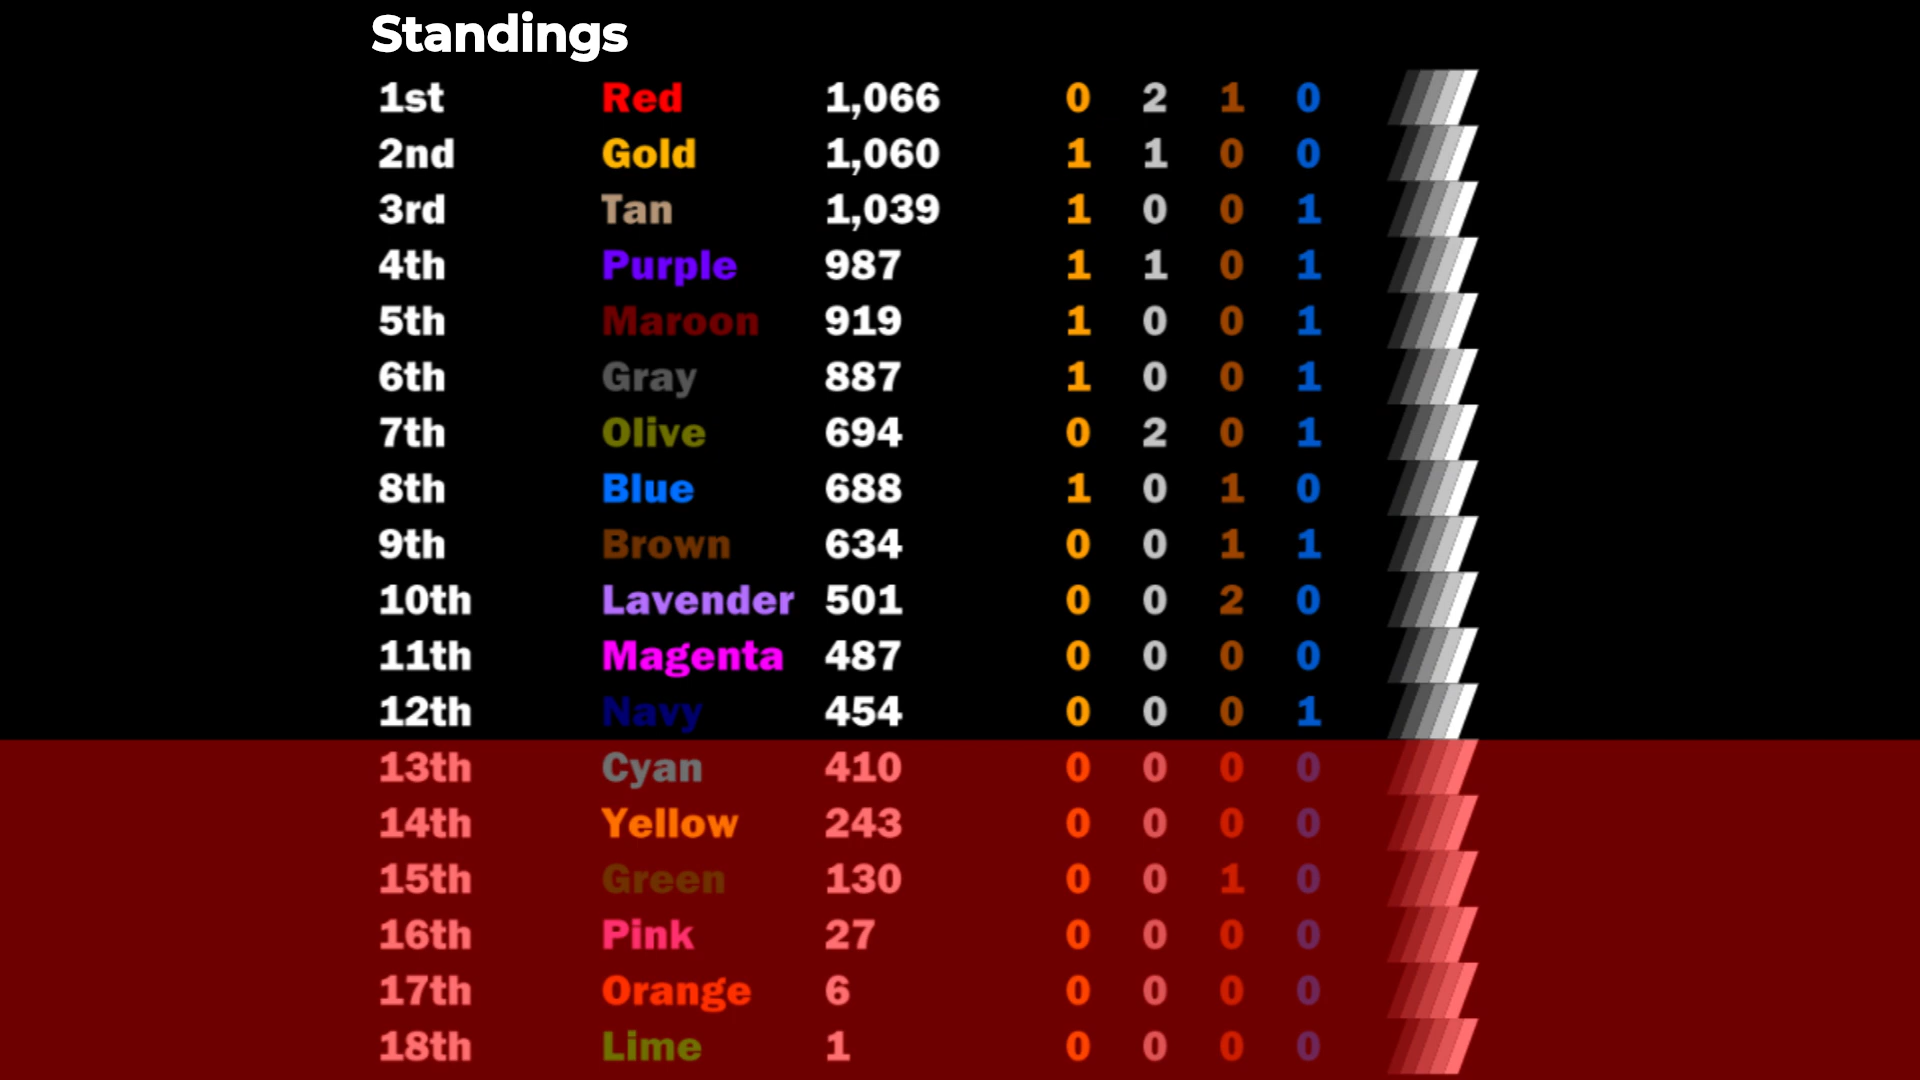 Standings
1st Red 1,066 0 2 1 0
2nd Gold 1,060 1 1 0 0
3rd Tan 1,039 1 0 0 1
4th Purple 987 1 1 0 1
5th Maroon 919 1 0 0 1
6th Gray 887 1 0 0 1
7th Olive 694 0 2 0 1
8th Blue 688 1 0 1 0
9th Brown 634 0 0 1 1
10th Lavender 501 0 0 2 0
11th Magenta 487 0 0 0 0
12th Navy 454 0 0 0 1
13th Cyan 410 0 0 0 0
14th Yellow 243 0 0 0 0
15th Green 130 0 0 1 0
16th Pink 27 0 0 0 0
17th Orange 6 0 0 0 0
18th Lime 1 0 0 0 0